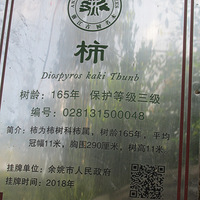 柿
Diospyros kaki Thunb
树龄：165年 保护等级三级
编号：028131500048
简介：柿为柿树科柿属，树龄165年，平均
冠幅11米，胸围290厘米，树高11米
挂牌单位：余姚市人民政府
挂牌时间：2018年